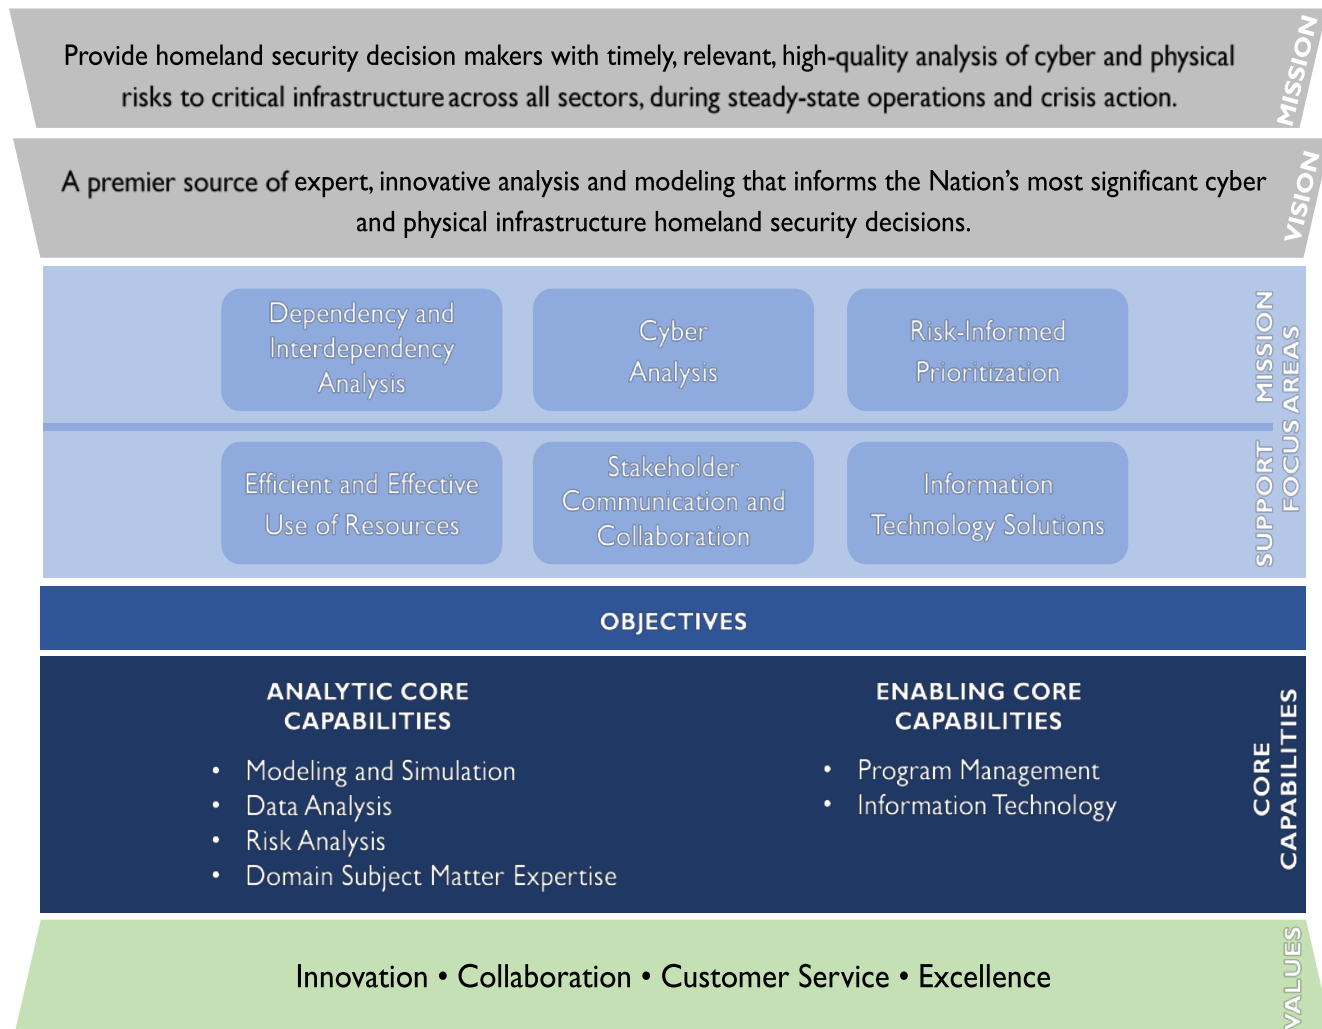 Provide homeland security decision makers with timely, relevant, high-quality analysis of cyber and physical
risks to critical infrastructure across all sectors, during steady-state operations and crisis action.
MISSION
A premier source of expert, innovative analysis and modeling that informs the Nation's most significant cyber
and physical infrastructure homeland security decisions.
VISION
Dependency and
Interdependency
Analysis
Cyber
Analysis
Risk-Informed
Prioritization
MISSION
Efficient and Effective
Use of Resources
Stakeholder
Communication and
Collaboration
Information
Technology Solutions
SUPPORT
FOCUS AREAS
OBJECTIVES
ANALYTIC CORE
CAPABILITIES
• Modeling and Simulation
• Data Analysis
• Risk Analysis
• Domain Subject Matter Expertise
ENABLING CORE
CAPABILITIES
• Program Management
• Information Technology
CORE
CAPABILITIES
Innovation • Collaboration • Customer Service • Excellence
VALUES